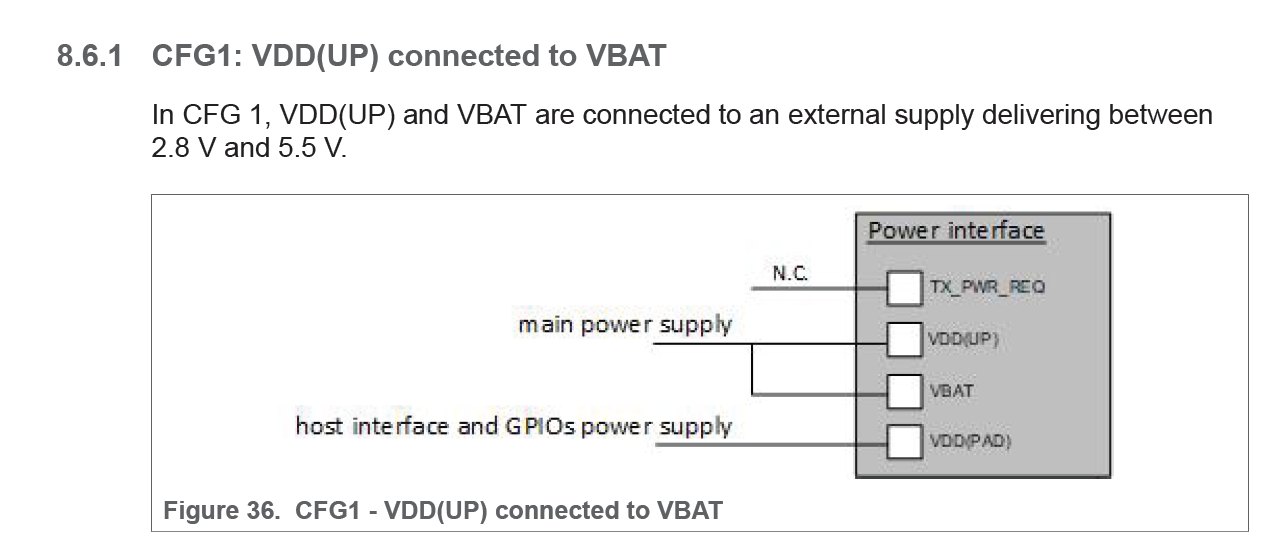 8.6.1 CFG1: VDD(UP) connected to VBAT
In CFG 1, VDD(UP) and VBAT are connected to an external supply delivering between
2.8 V and 5.5 V.
Power interface
N.C.
TX_PWR_REQ
main power supply
VDD(UP)
VBAT
host interface and GPIOs power supply
VDD(PAD)
Figure 36. CFG1 - VDD(UP) connected to VBAT